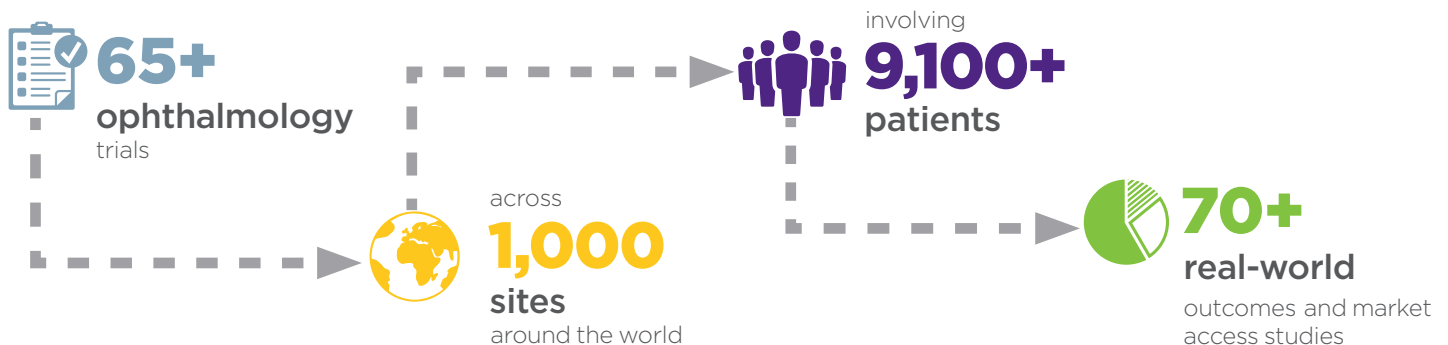 65+
ophthalmology
trials
across
1,000
sites
around the world
involving
9,100+
patients
70+
real-world
outcomes and market
access studies